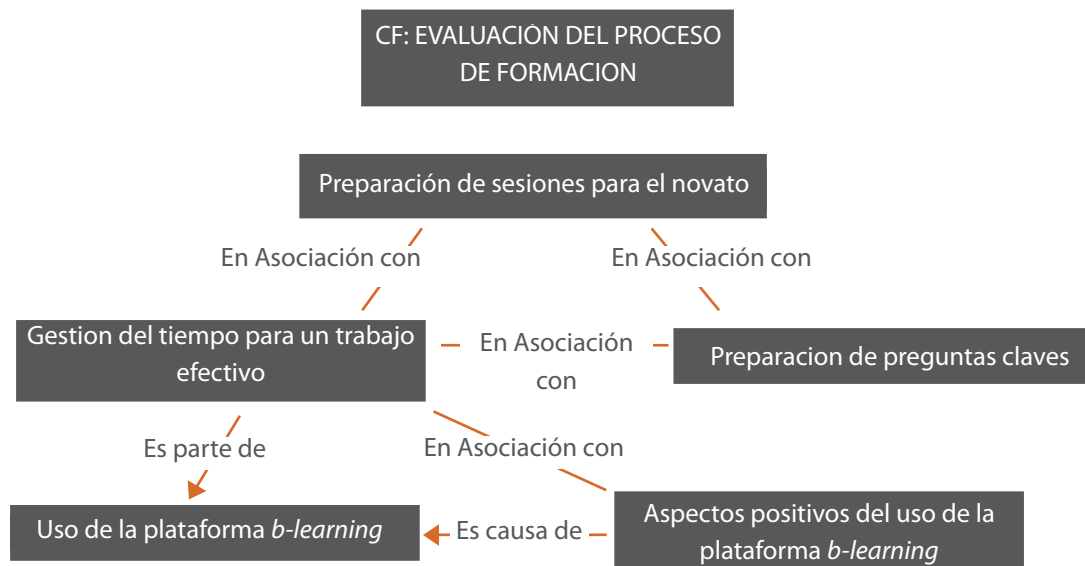 CF: EVALUACIÓN DEL PROCESO
DE FORMACION
Preparación de sesiones para el novato
En Asociación con
En Asociación con
Gestion del tiempo para un trabajo
efectivo
En Asociación
con
Preparacion de preguntas claves
Es parte de
En Asociación con
Uso de la plataforma b-learning
Es causa de
Aspectos positivos del uso de la
plataforma b-learning